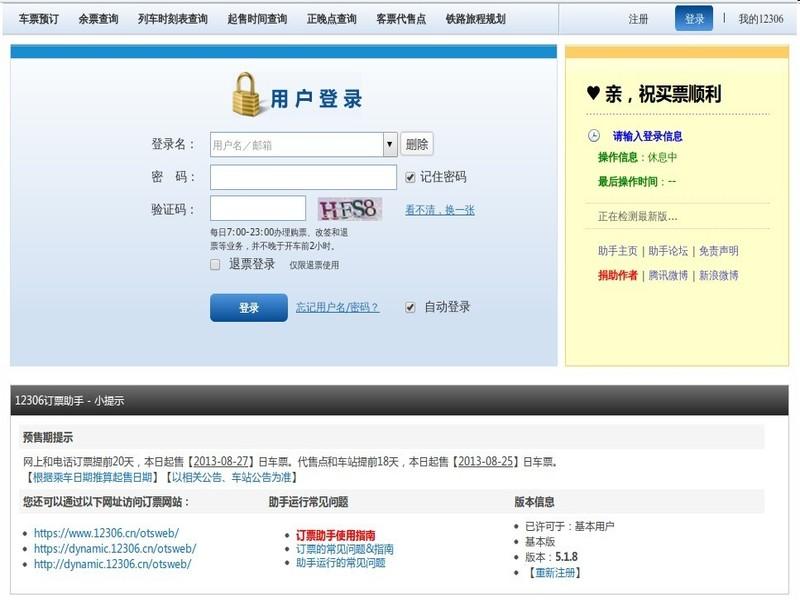 车票预订 余票查询 列车时刻表查询 起售时间查询 正晚点查询 客票代售点 铁路旅程规划 注册 登录 | 我的12306
用户登录
登录名： 用户名／邮箱 ▼ 删除
密 码： 记住密码
验证码： HFS8 看不清，换一张
每日7:00-23:00办理购票、改签和退
票等业务，并不晚于开车前2小时。
退票登录 仅限退票使用
登录 忘记用户名/密码？ 自动登录
♥ 亲，祝买票顺利
请输入登录信息
操作信息：休息中
最后操作时间：--
正在检测最新版...
助手主页 | 助手论坛 | 免责声明
捐助作者 | 腾讯微博 | 新浪微博
12306订票助手 - 小提示
预售期提示
网上和电话订票提前20天，本日起售【2013-08-27】日车票。代售点和车站提前18天，本日起售【2013-08-25】日车票。
【根据乘车日期推算起售日期】【以相关公告、车站公告为准】
您还可以通过以下网址访问订票网站：
• https://www.12306.cn/otsweb/
• https://dynamic.12306.cn/otsweb/
• http://dynamic.12306.cn/otsweb/
助手运行常见问题
• 订票助手使用指南
• 订票的常见问题&指南
• 助手运行的常见问题
版本信息
• 已许可于：基本用户
• 基本版
• 版本：5.1.8
• 【重新注册】